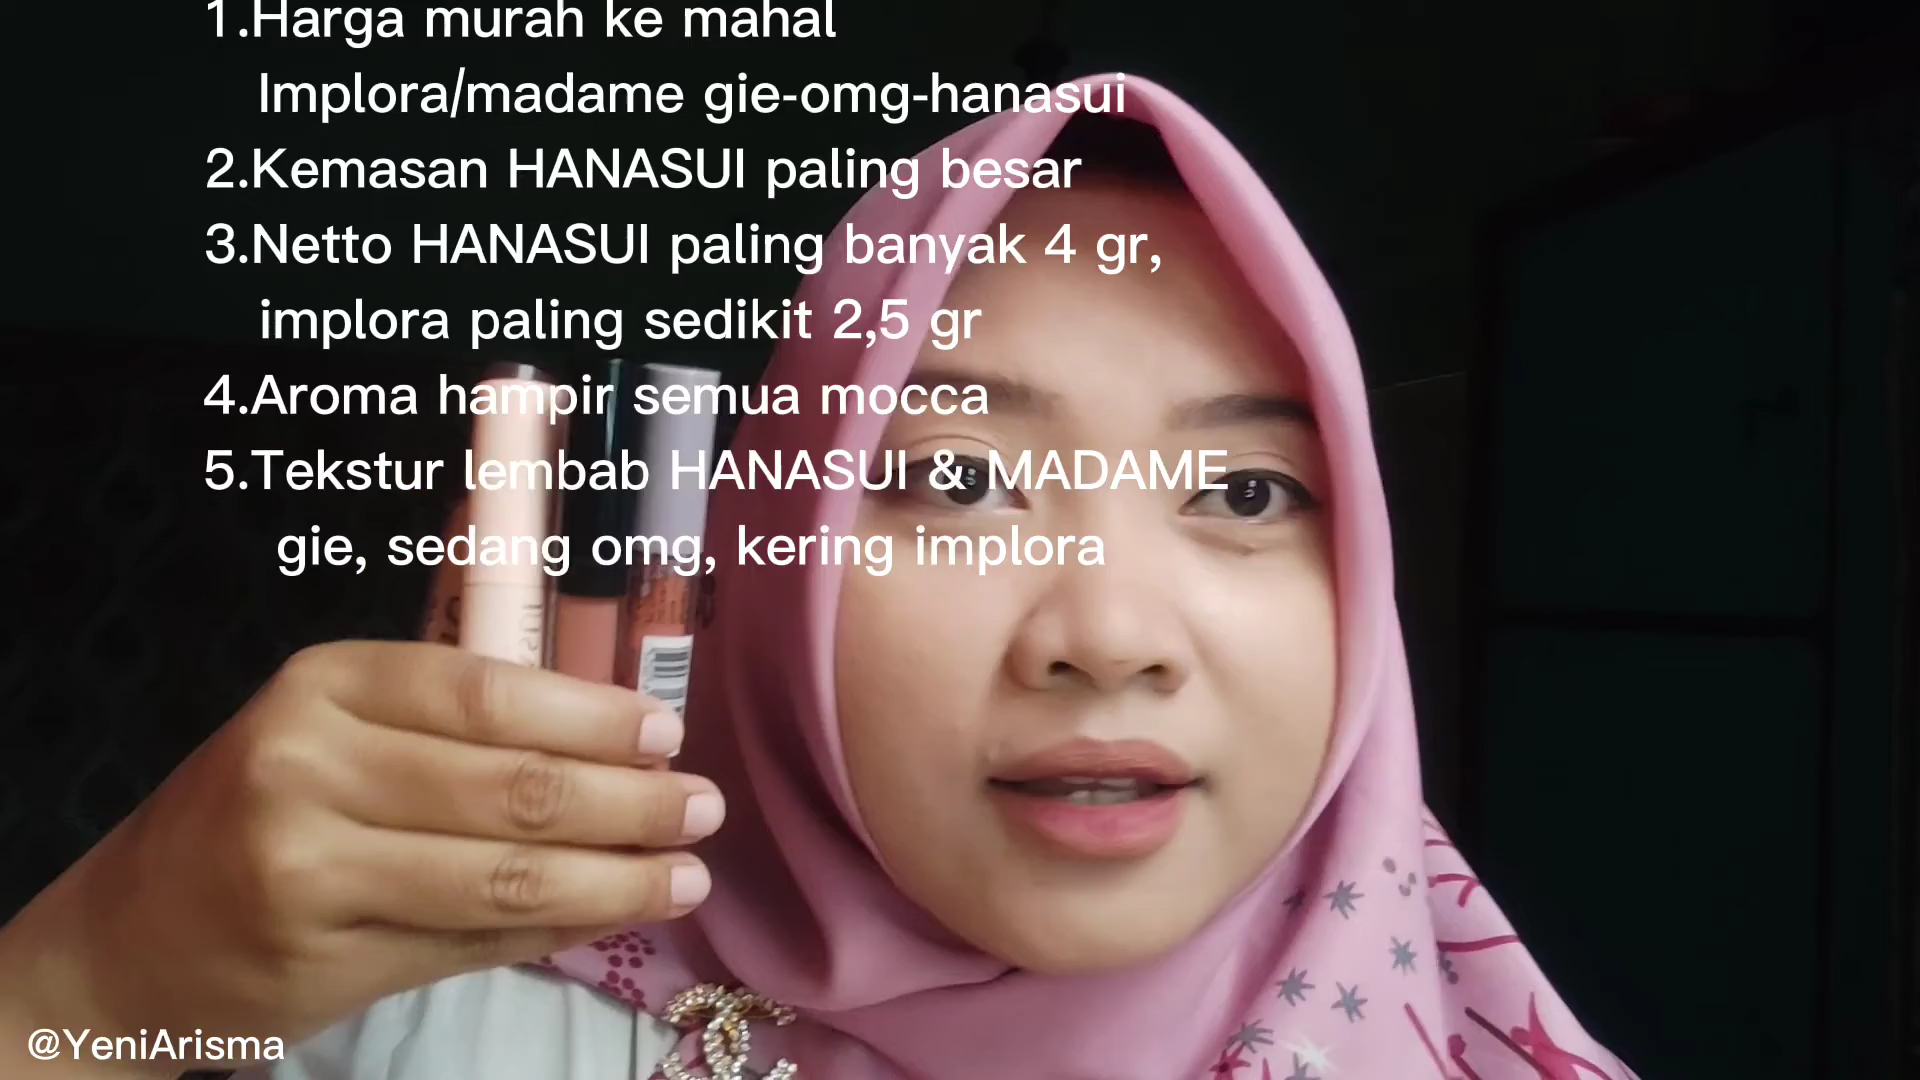 1.Harga murah ke mahal
Implora/madame gie-omg-hanasui
2.Kemasan HANASUI paling besar
3.Netto HANASUI paling banyak 4 gr,
implora paling sedikit 2,5 gr
4.Aroma hampir semua mocca
5.Tekstur lembab HANASUI & MADAME
gie, sedang omg, kering implora
@YeniArisma